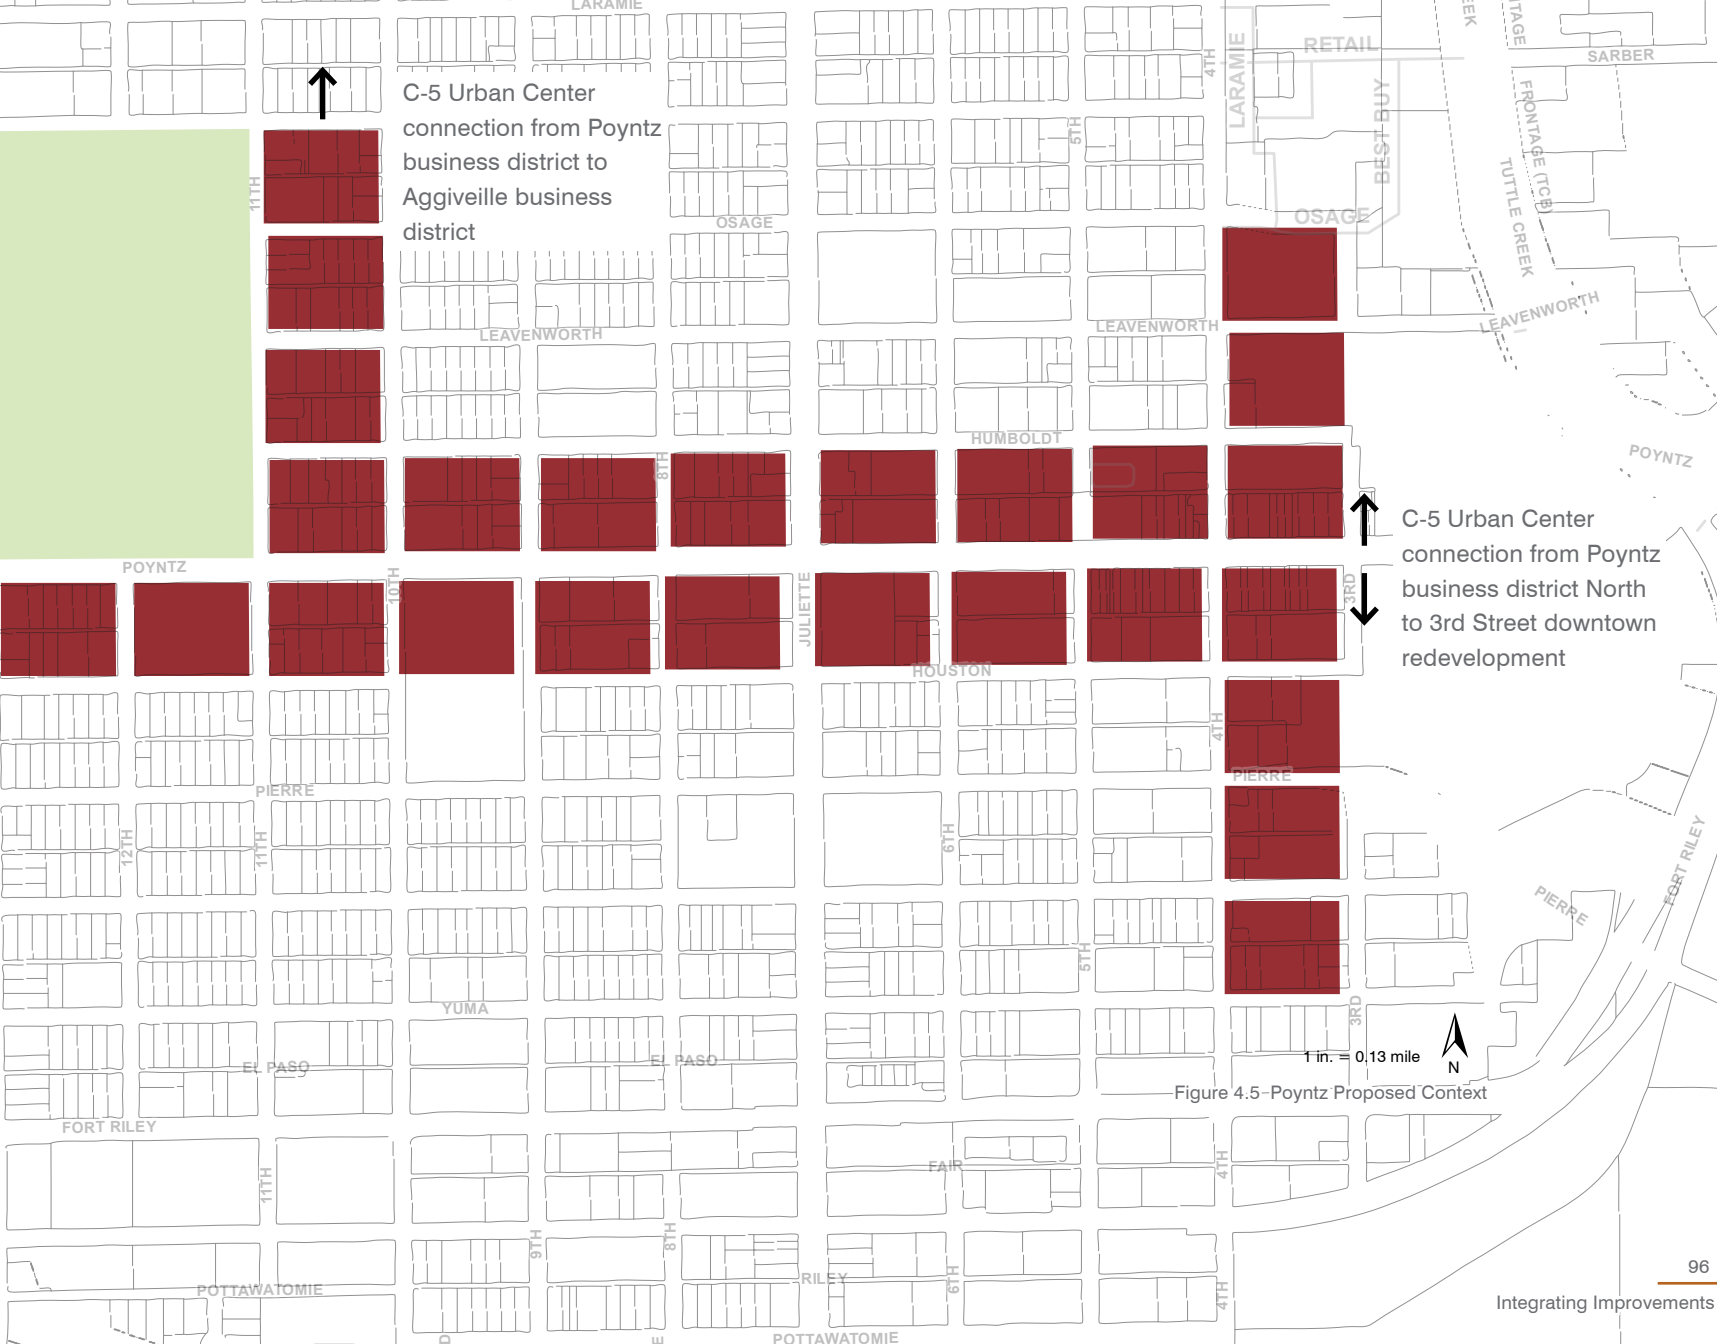 LARAMIE
EEK
NTAGE
SARBER
RETAIL
4TH
LARAMIE
BEST BUY
FRONTAGE (TCB)
TUTTLE CREEK
5TH
C-5 Urban Center
connection from Poyntz
business district to
Aggiveille business
district
11TH
OSAGE
OSAGE
LEAVENWORTH
LEAVENWORTH
LEAVENWORTH
HUMBOLDT
8TH
POYNTZ
C-5 Urban Center
connection from Poyntz
business district North
to 3rd Street downtown
redevelopment
POYNTZ
10TH
JULIETTE
3RD
HOUSTON
4TH
PIERRE
PIERRE
12TH
11TH
6TH
FORT RILEY
PIERRE
5TH
YUMA
3RD
EL PASO
EL PASO
1 in. = 0.13 mile
N
Figure 4.5-Poyntz Proposed Context
FORT RILEY
FAIR
11TH
4TH
9TH
8TH
RILEY
6TH
4TH
POTTAWATOMIE
POTTAWATOMIE
96
Integrating Improvements